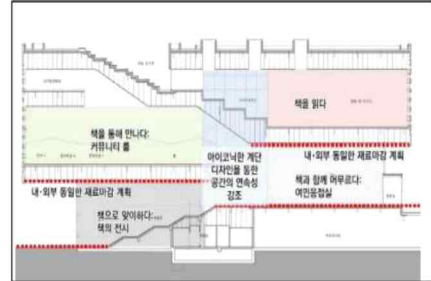 책을 읽다
책을 통해 만나다:
커뮤니티 룸
아이코닉한 계단
디자인을 통한
공간의 연속성
강조
내·외부 동일한 재료마감 계획
내·외부 동일한 재료마감 계획
책과 함께 머무르다:
여민응접실
책으로 맞이하다:
책의 전시